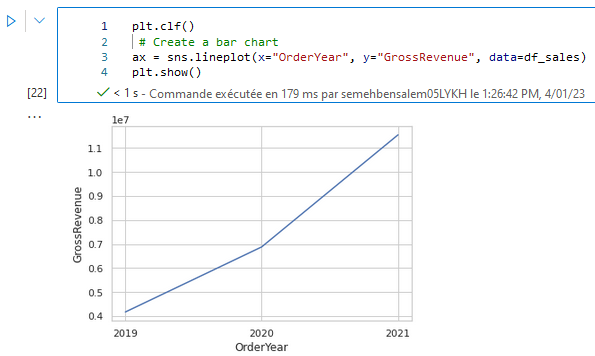 1 plt.clf()
2 # Create a bar chart
3 ax = sns.lineplot(x="OrderYear", y="GrossRevenue", data=df_sales)
4 plt.show()
[22]
< 1 s - Commande exécutée en 179 ms par semehbensalem05LYKH le 1:26:42 PM, 4/01/23
...
1e7
1.1
1.0
0.9
0.8
0.7
0.6
0.5
0.4
GrossRevenue
2019 2020 2021
OrderYear